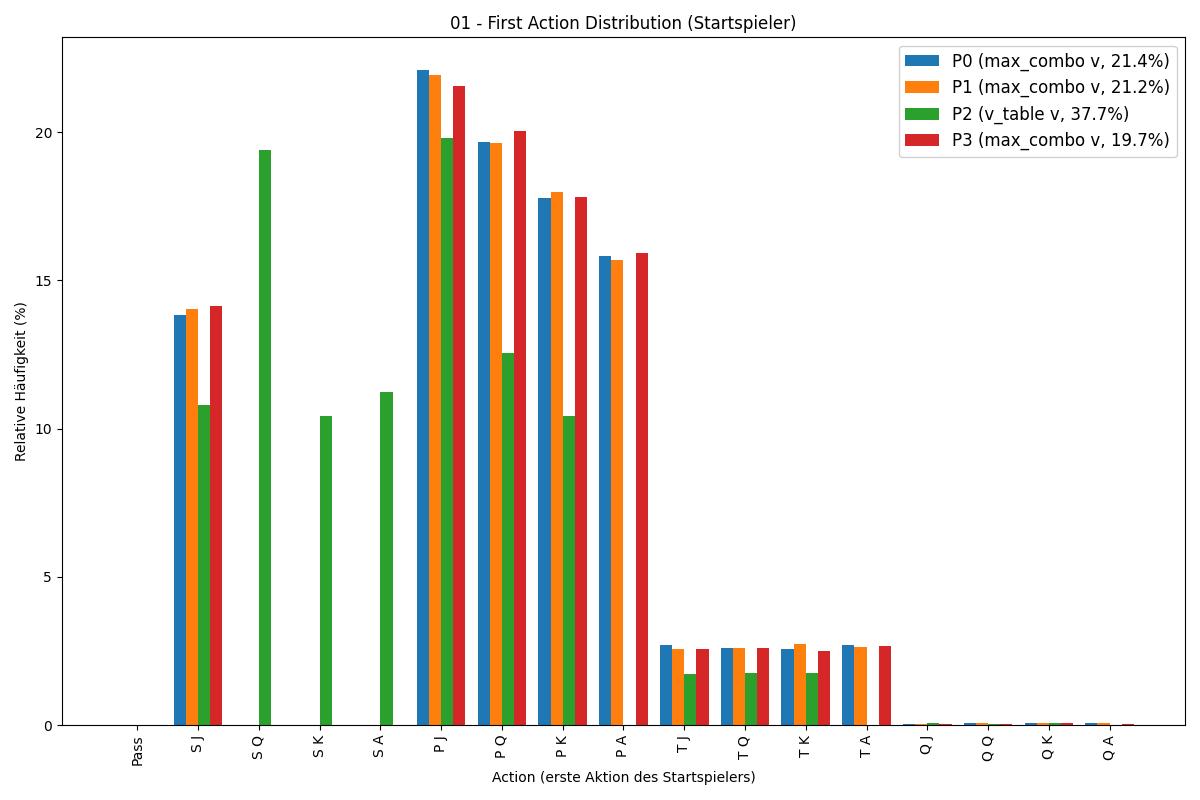 01 - First Action Distribution (Startspieler)
P0 (max_combo v, 21.4%)
P1 (max_combo v, 21.2%)
P2 (v_table v, 37.7%)
P3 (max_combo v, 19.7%)
Relative Häufigkeit (%)
20
15
10
5
0
Pass
S J
S Q
S K
S A
P J
P Q
P K
P A
T J
T Q
T K
T A
Q J
Q Q
Q K
Q A
Action (erste Aktion des Startspielers)